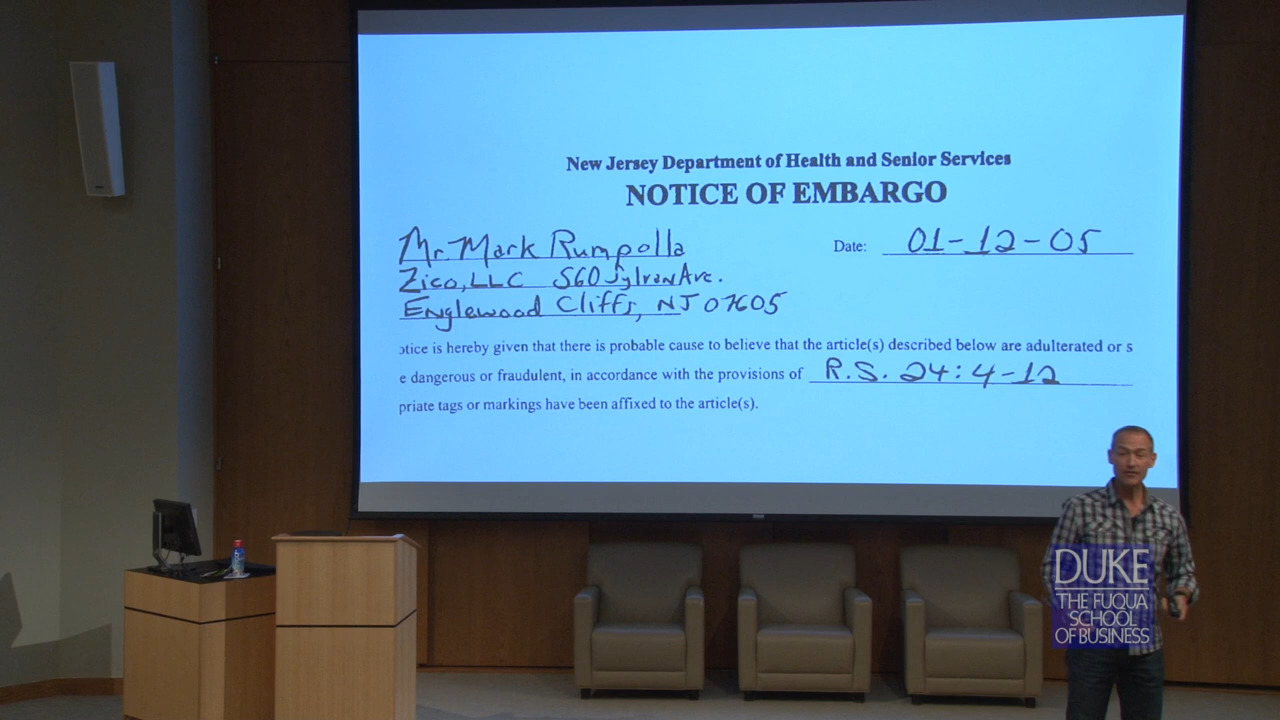 New Jersey Department of Health and Senior Services
NOTICE OF EMBARGO
Mr. Mark Rumpolla
Date: 01-12-05
Zico, LLC 560 Sylvan Ave.
Englewood Cliffs, NJ 07605
otice is hereby given that there is probable cause to believe that the article(s) described below are adulterated or s
e dangerous or fraudulent, in accordance with the provisions of R.S. 24:4-12
priate tags or markings have been affixed to the article(s).
DUKE
THE FUQUA
SCHOOL
OF BUSINESS